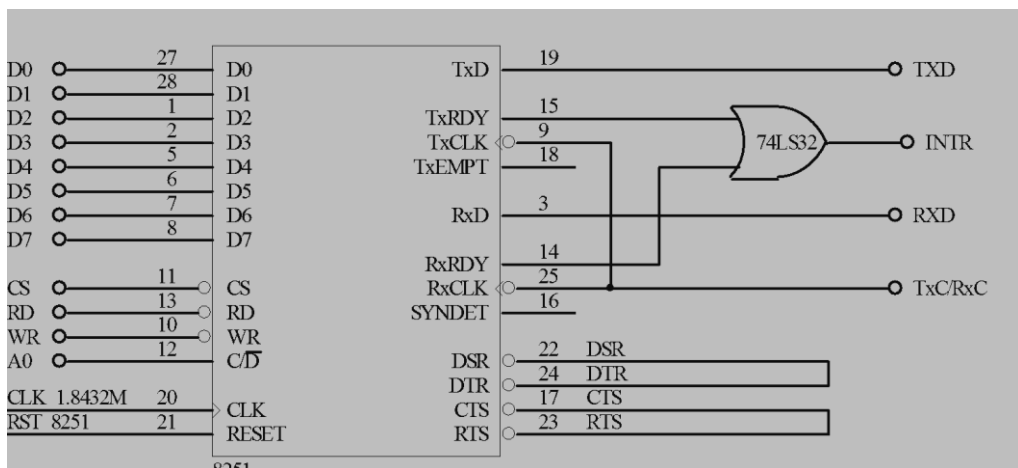 D0 27 D0 TxD 19 TXD
D1 28 D1
D2 1 D2 TxRDY 15
D3 2 D3 TxCLK 9 74LS32 INTR
D4 5 D4 TxEMPT 18
D5 6 D5
D6 7 D6 RxD 3 RXD
D7 8 D7
RxRDY 14
CS 11 CS RxCLK 25 TxC/RxC
RD 13 RD SYNDET 16
WR 10 WR
A0 12 C/D DSR 22 DSR
DTR 24 DTR
CLK 1.8432M 20 CLK CTS 17 CTS
RST 8251 21 RESET RTS 23 RTS
8251